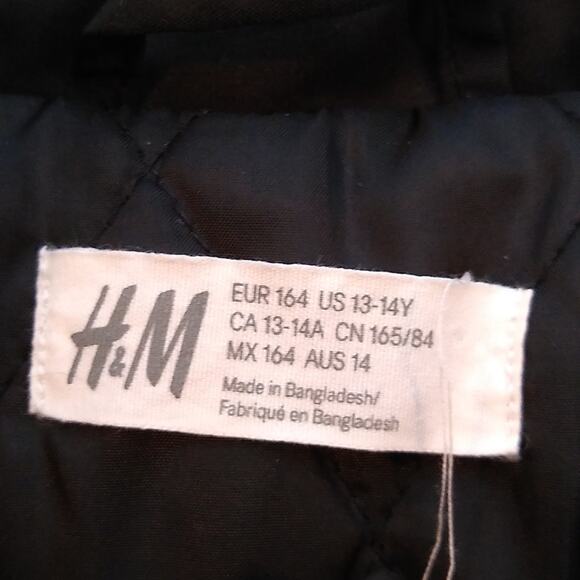 H&M
EUR 164 US 13-14Y
CA 13-14A CN 165/84
MX 164 AUS 14
Made in Bangladesh/
Fabriqué en Bangladesh